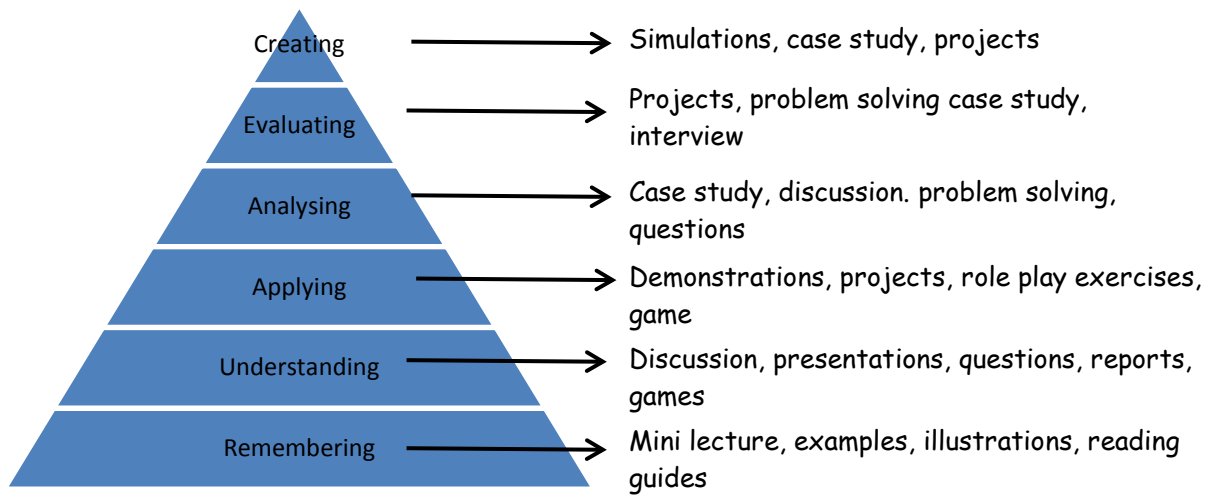 Creating
Simulations, case study, projects
Evaluating
Projects, problem solving case study,
interview
Analysing
Case study, discussion. problem solving,
questions
Applying
Demonstrations, projects, role play exercises,
game
Understanding
Discussion, presentations, questions, reports,
games
Remembering
Mini lecture, examples, illustrations, reading
guides